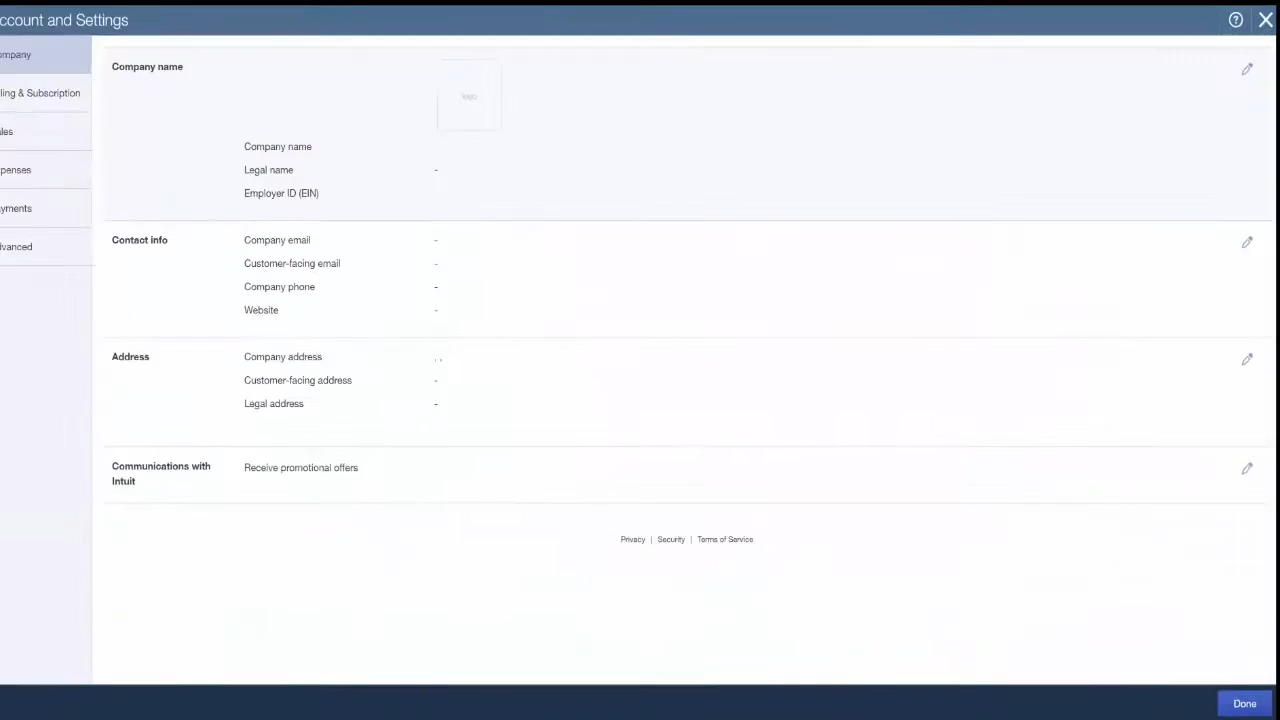 ccount and Settings
ompany
ling & Subscription
les
penses
yments
dvanced
Company name
logo
Company name
Legal name -
Employer ID (EIN)
Contact info
Company email -
Customer-facing email -
Company phone -
Website -
Address
Company address , ,
Customer-facing address -
Legal address -
Communications with
Intuit
Receive promotional offers
Privacy | Security | Terms of Service
Done